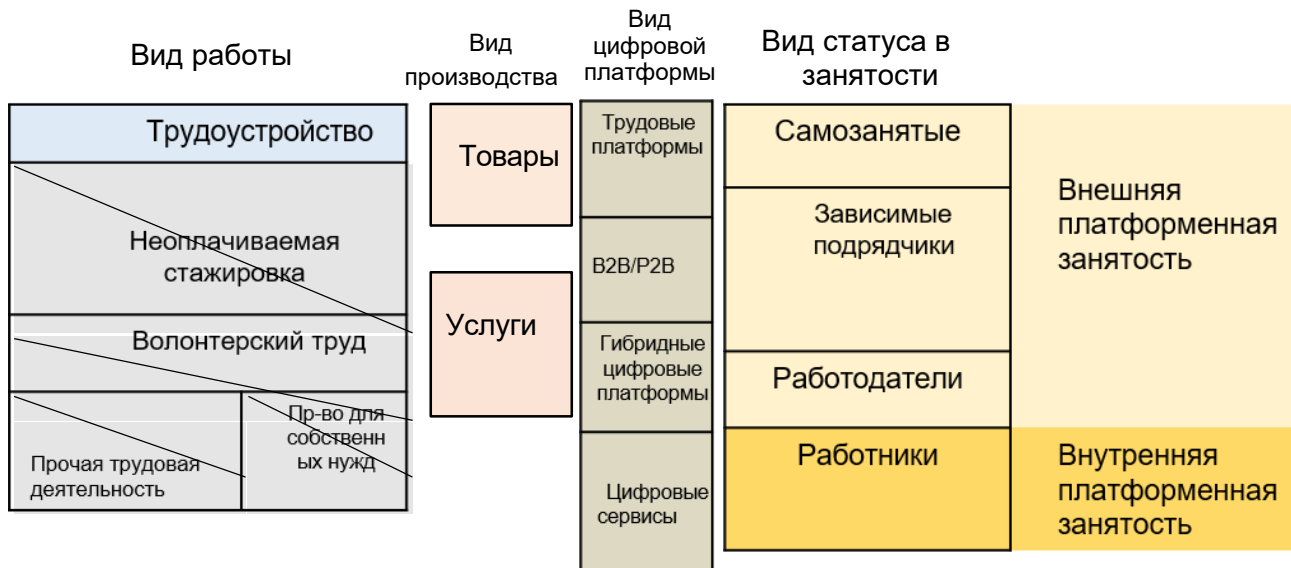 Вид работы
Вид
производства
Вид
цифровой
платформы
Вид статуса в
занятости
Трудоустройство
Неоплачиваемая
стажировка
Волонтерский труд
Прочая трудовая
деятельность
Пр-во для
собственн
ых нужд
Товары
Услуги
Трудовые
платформы
B2B/P2B
Гибридные
цифровые
платформы
Цифровые
сервисы
Самозанятые
Зависимые
подрядчики
Работодатели
Работники
Внешняя
платформенная
занятость
Внутренняя
платформенная
занятость